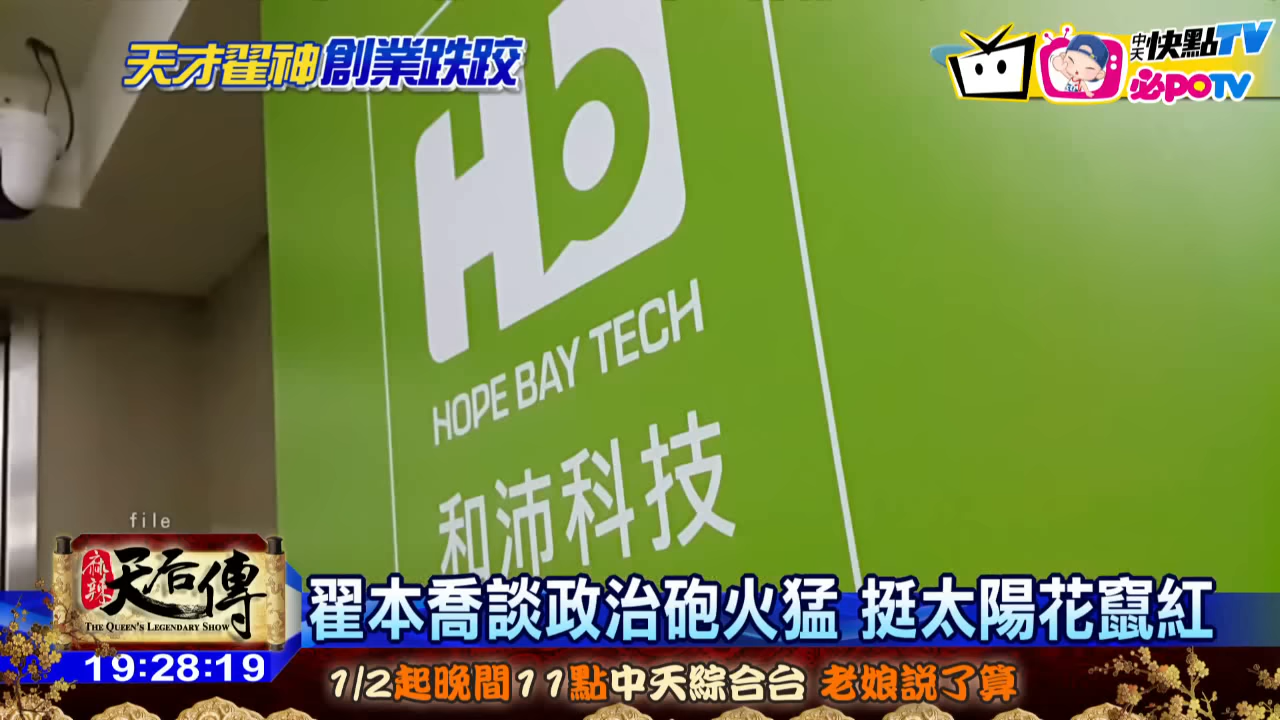 天才翟神創業跌跤
中天快點TV
必POTV
Hb
HOPE BAY TECH
和沛科技
file
麻辣天后傳
THE QUEEN'S LEGENDARY SHOW
翟本喬談政治砲火猛 挺太陽花竄紅
19:28:19
1/2起晚間11點中天綜合台 老娘說了算